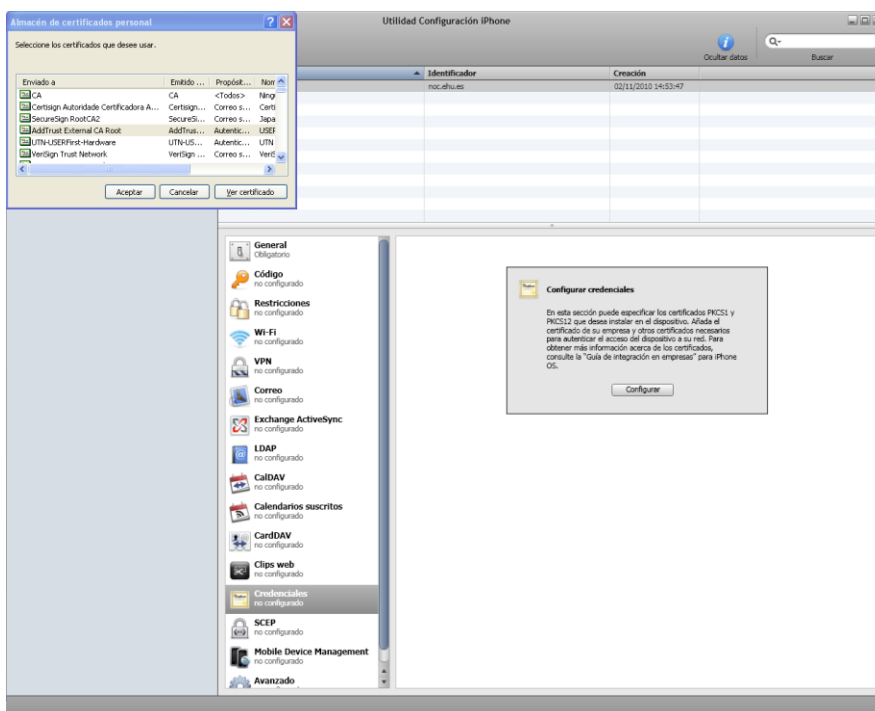 Almacén de certificados personal
Utilidad Configuración iPhone
Seleccione los certificados que desee usar.
Ocultar datos
Buscar
Enviado a Emitido ... Propósit... Nom
CA CA <Todos> Ning
Certisign Autoridade Certificadora A... Certisign... Correo s... Certi
SecureSign RootCA2 SecureSi... Correo s... Japa
AddTrust External CA Root AddTrus... Autentic... USEF
UTN-USERFirst-Hardware UTN-US... Autentic... UTN
VeriSign Trust Network VeriSign ... Correo s... VeriS
Aceptar Cancelar Ver certificado
Identificador Creación
noc.ehu.es 02/11/2010 14:53:47
General
Obligatorio
Código
no configurado
Restricciones
no configurado
Wi-Fi
no configurado
VPN
no configurado
Correo
no configurado
Exchange ActiveSync
no configurado
LDAP
no configurado
CalDAV
no configurado
Calendarios suscritos
no configurado
CardDAV
no configurado
Clips web
no configurado
Credenciales
no configurado
SCEP
no configurado
Mobile Device Management
no configurado
Avanzado
Configurar credenciales
En esta sección puede especificar los certificados PKCS1 y
PKCS12 que desea instalar en el dispositivo. Añada el
certificado de su empresa y otros certificados necesarios
para autenticar el acceso del dispositivo a su red. Para
obtener más información acerca de los certificados,
consulte la "Guía de integración en empresas" para iPhone
OS.
Configurar